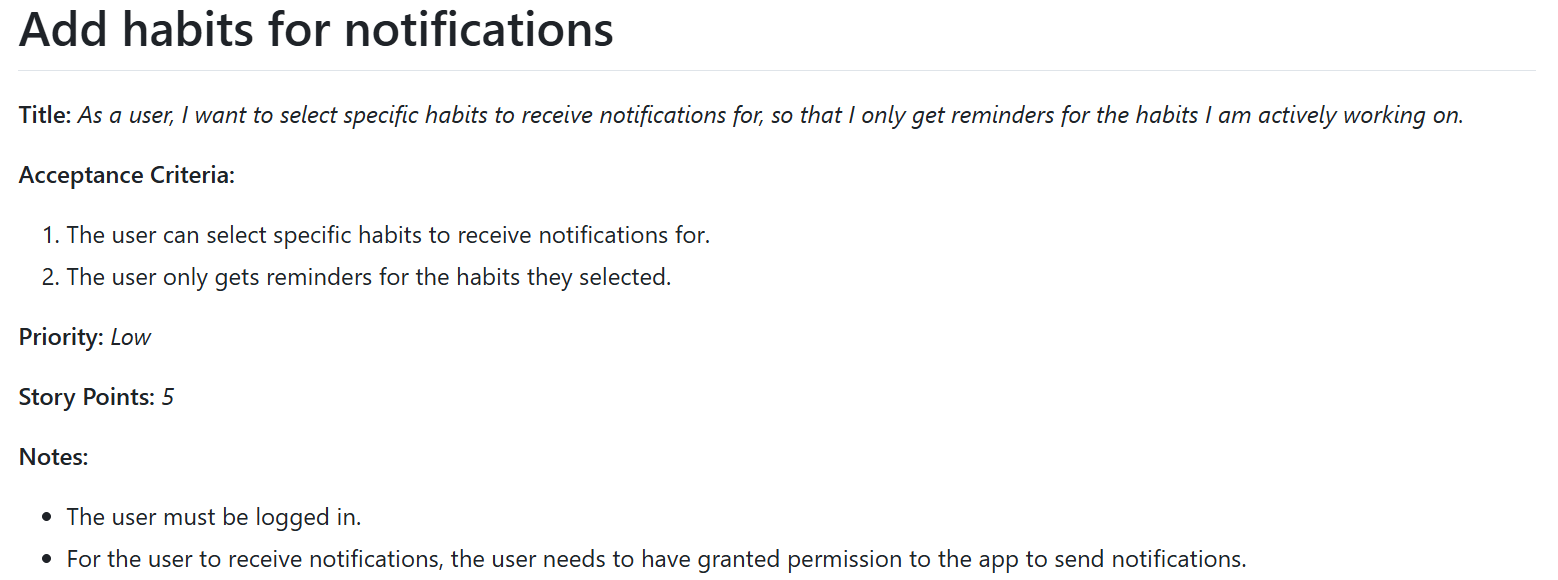 Add habits for notifications
Title: As a user, I want to select specific habits to receive notifications for, so that I only get reminders for the habits I am actively working on.
Acceptance Criteria:
1. The user can select specific habits to receive notifications for.
2. The user only gets reminders for the habits they selected.
Priority: Low
Story Points: 5
Notes:
• The user must be logged in.
• For the user to receive notifications, the user needs to have granted permission to the app to send notifications.